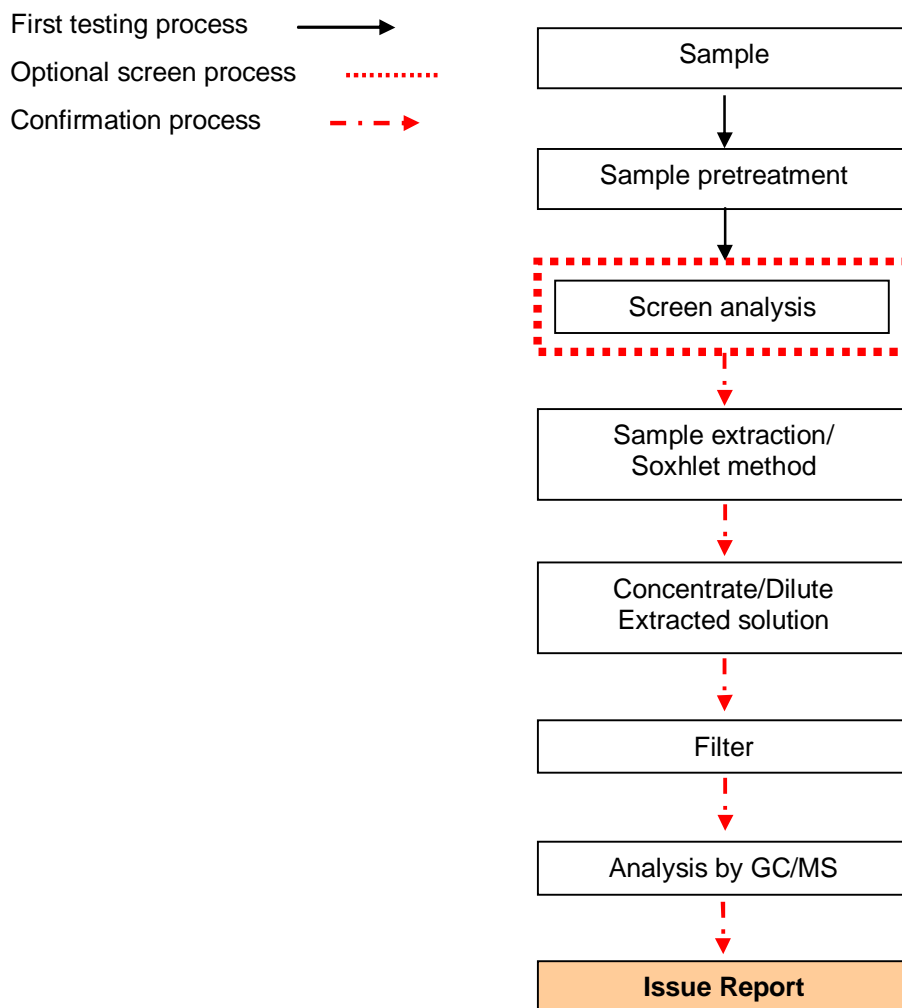 First testing process
Optional screen process
Confirmation process
Sample
Sample pretreatment
Screen analysis
Sample extraction/
Soxhlet method
Concentrate/Dilute
Extracted solution
Filter
Analysis by GC/MS
Issue Report